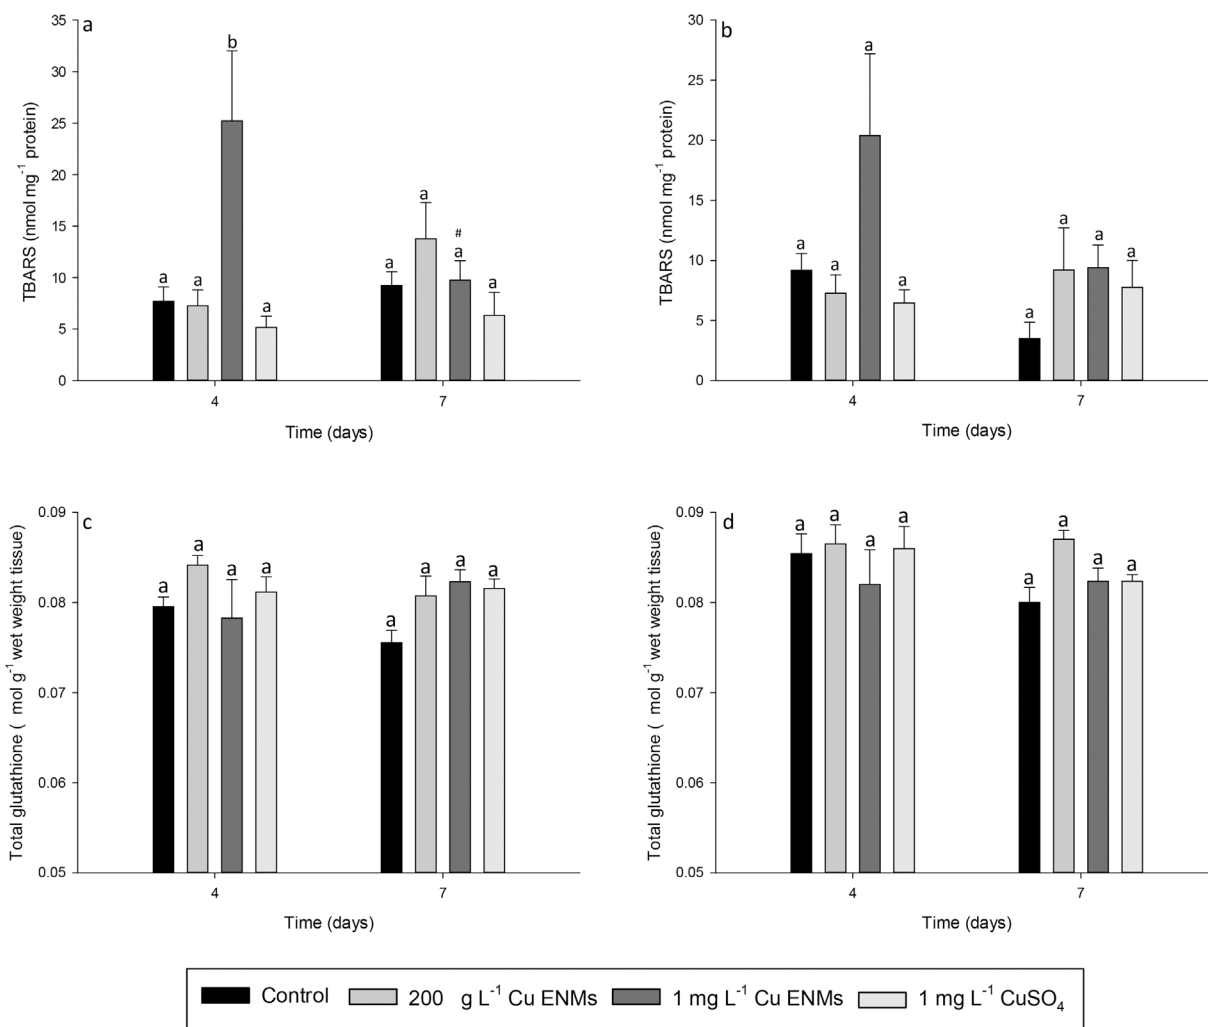 a
35
30
25
20
15
10
5
0
TBARS (nmol mg⁻¹ protein)
a
a
b
a
a
a
#
a
a
4
7
Time (days)
b
30
25
20
15
10
5
0
TBARS (nmol mg⁻¹ protein)
a
a
a
a
a
a
a
a
4
7
Time (days)
c
0.09
0.08
0.07
0.06
0.05
Total glutathione ( mol g⁻¹ wet weight tissue)
a
a
a
a
a
a
a
a
4
7
Time (days)
d
0.09
0.08
0.07
0.06
0.05
Total glutathione ( mol g⁻¹ wet weight tissue)
a
a
a
a
a
a
a
a
4
7
Time (days)
Control 200 g L⁻¹ Cu ENMs 1 mg L⁻¹ Cu ENMs 1 mg L⁻¹ CuSO₄